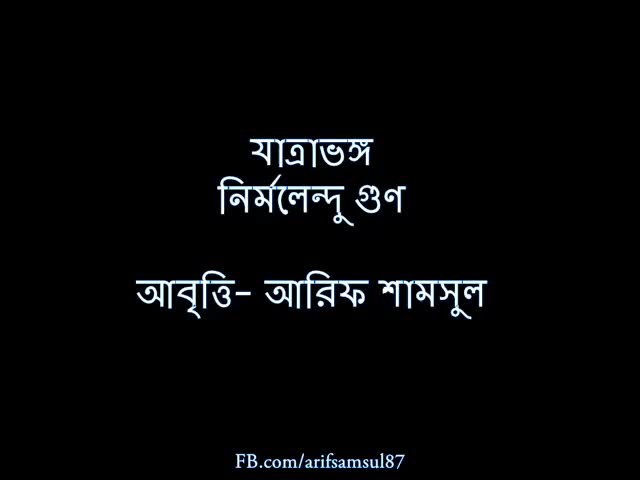 যাত্রাভঙ্গ
নির্মলেন্দু গুণ
আবৃত্তি- আরিফ শামসুল
FB.com/arifsamsul87